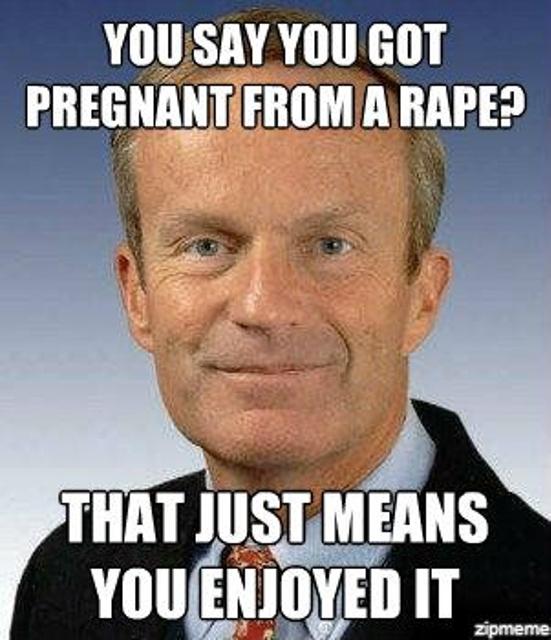 YOU SAY YOU GOT
PREGNANT FROM A RAPE?
THAT JUST MEANS
YOU ENJOYED IT
zipmeme